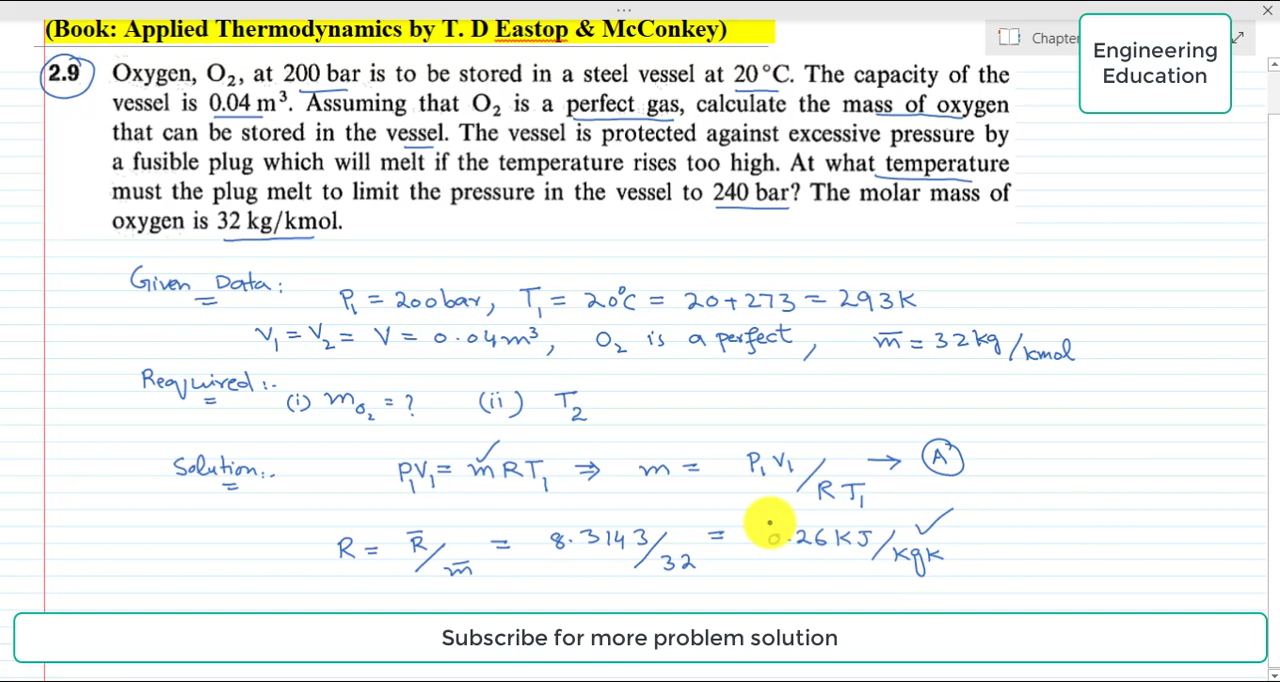 (Book: Applied Thermodynamics by T. D Eastop & McConkey)
Chapter
Engineering
Education
2.9 Oxygen, O₂, at 200 bar is to be stored in a steel vessel at 20 °C. The capacity of the
vessel is 0.04 m³. Assuming that O₂ is a perfect gas, calculate the mass of oxygen
that can be stored in the vessel. The vessel is protected against excessive pressure by
a fusible plug which will melt if the temperature rises too high. At what temperature
must the plug melt to limit the pressure in the vessel to 240 bar? The molar mass of
oxygen is 32 kg/kmol.
Given Data:
P₁ = 200 bar, T₁ = 20°C = 20+273 = 293K
V₁ = V₂ = V = 0.04m³, O₂ is a perfect, m̅ = 32kg/kmol
Required:-
(i) m_O₂ = ? (ii) T₂
Solution:-
P₁V₁ = mRT₁ ⇒ m = P₁V₁/RT₁ → A
R = R̅/m̅ = 8.3143/32 = 0.26KJ/kgK
Subscribe for more problem solution